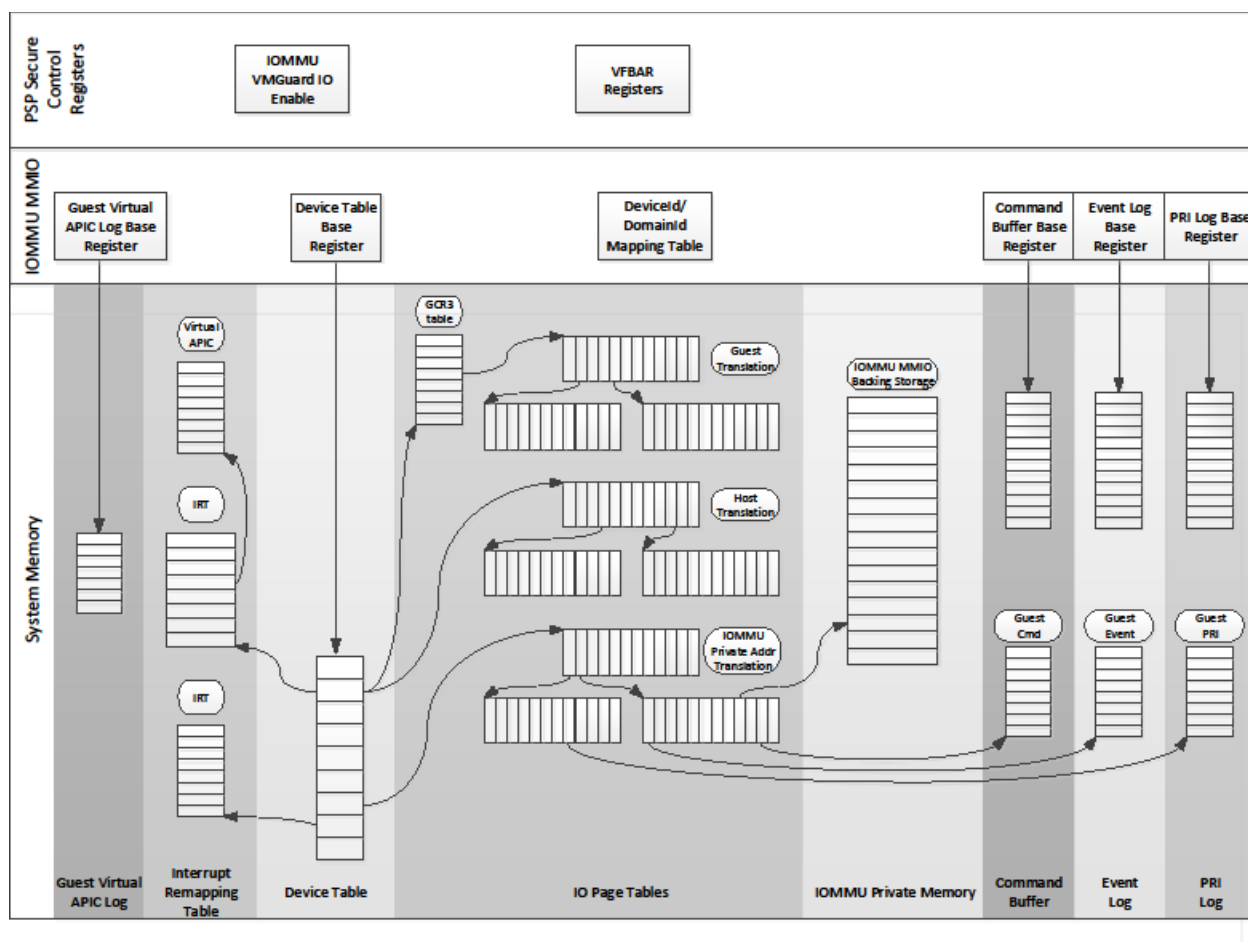 PSP Secure
Control
Registers
IOMMU
VMGuard IO
Enable
VFBAR
Registers
IOMMU MMIO
Guest Virtual
APIC Log Base
Register
Device Table
Base
Register
DeviceId/
DomainId
Mapping Table
Command
Buffer Base
Register
Event Log
Base
Register
PRI Log Base
Register
System Memory
Virtual
APIC
IRT
IRT
GCR3
table
Guest
Translation
Host
Translation
IOMMU
Private Addr
Translation
IOMMU MMIO
Backing Storage
Guest
Cmd
Guest
Event
Guest
PRI
Guest Virtual
APIC Log
Interrupt
Remapping
Table
Device Table
IO Page Tables
IOMMU Private Memory
Command
Buffer
Event
Log
PRI
Log